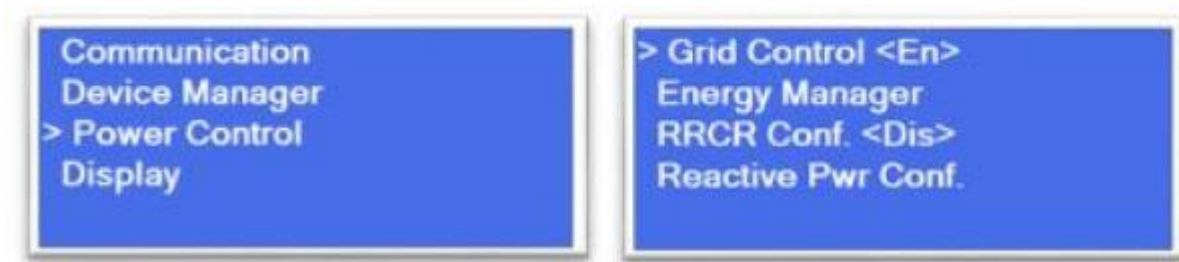 Communication
Device Manager
> Power Control
Display
> Grid Control <En>
Energy Manager
RRCR Conf. <Dis>
Reactive Pwr Conf.